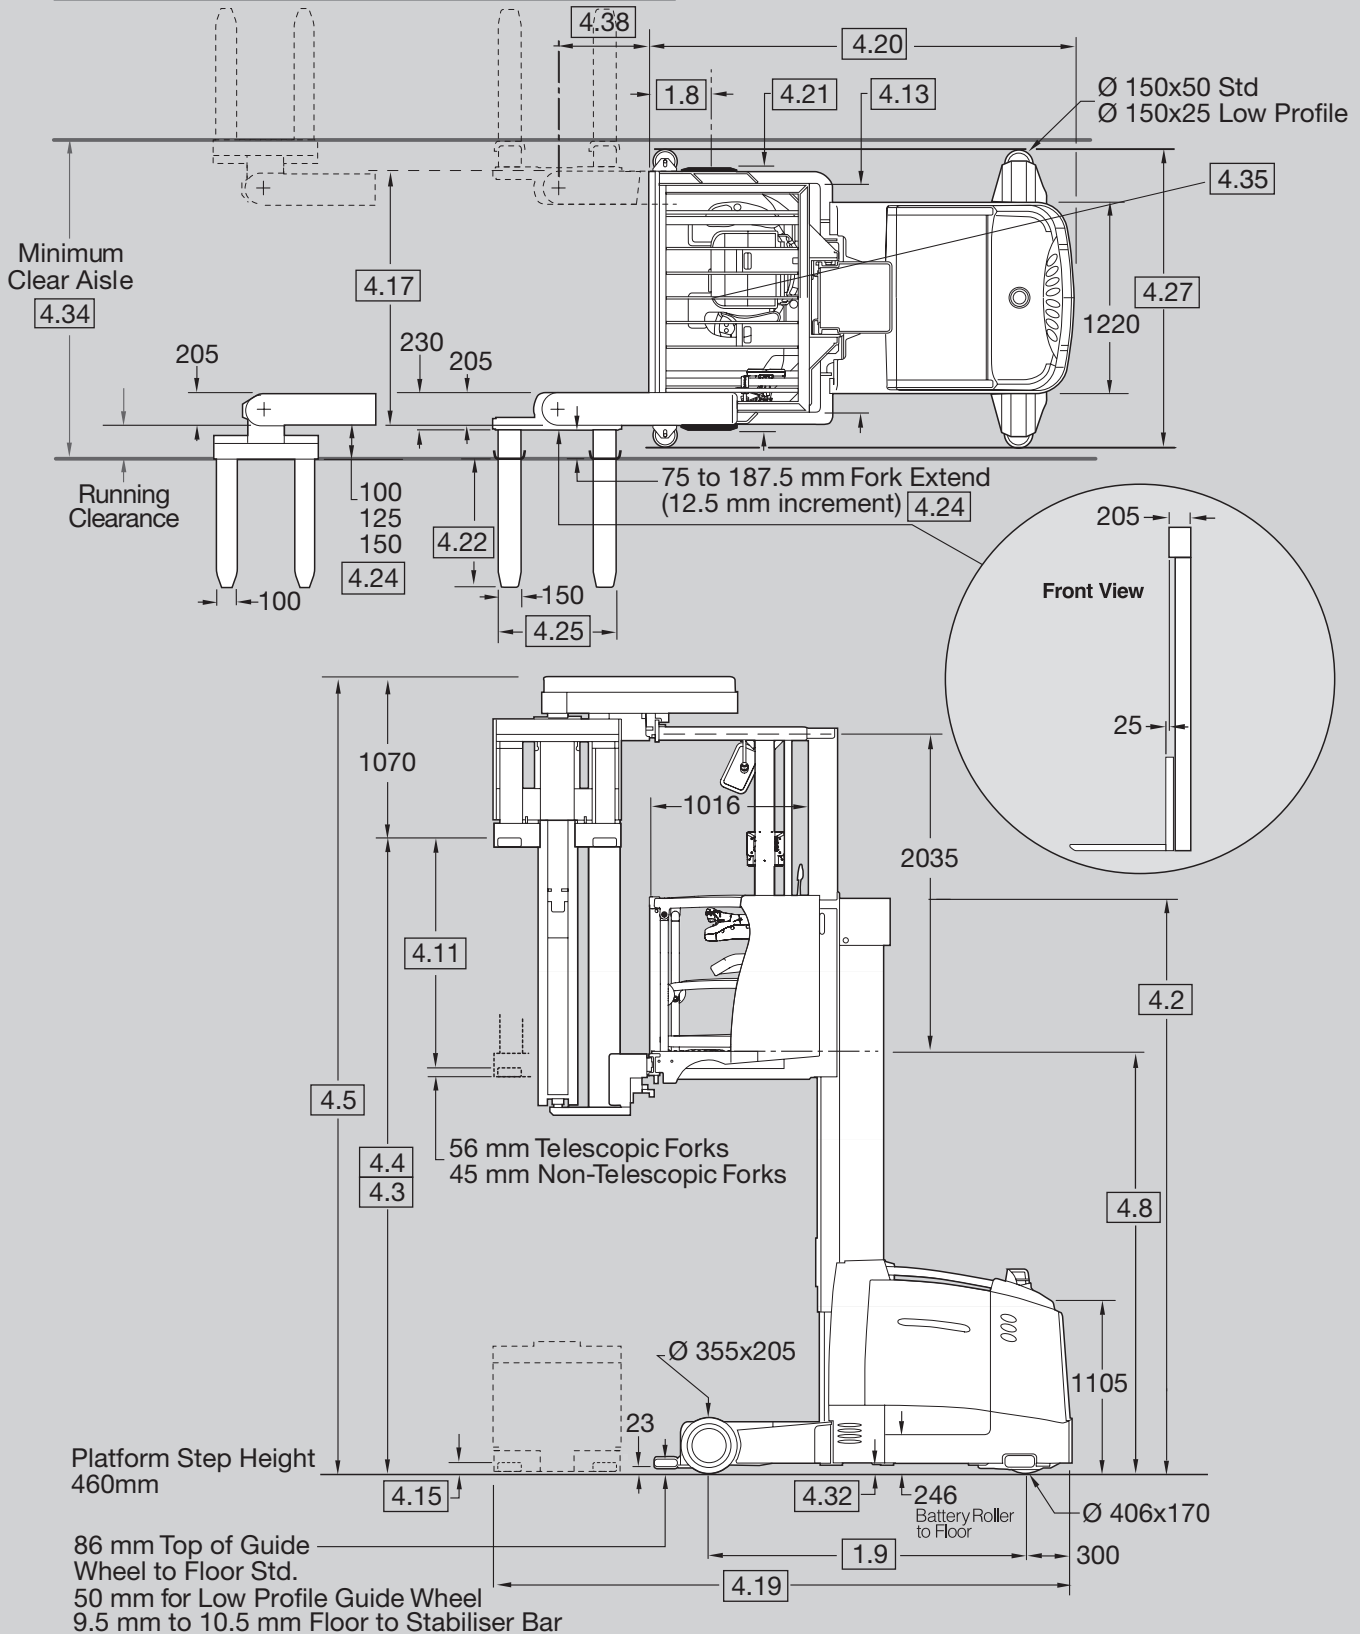 4.38
4.20
1.8
4.21
4.13
Ø 150x50 Std
Ø 150x25 Low Profile
4.35
Minimum
Clear Aisle
4.34
4.17
4.27
1220
205
230
205
Running
Clearance
100
125
150
4.24
100
4.22
150
4.25
75 to 187.5 mm Fork Extend
(12.5 mm increment) 4.24
205
Front View
25
1070
1016
2035
4.11
4.2
4.5
4.4
4.3
56 mm Telescopic Forks
45 mm Non-Telescopic Forks
4.8
Ø 355x205
1105
23
Platform Step Height
460mm
4.15
4.32
246
Battery Roller
to Floor
Ø 406x170
86 mm Top of Guide
Wheel to Floor Std.
50 mm for Low Profile Guide Wheel
9.5 mm to 10.5 mm Floor to Stabiliser Bar
1.9
300
4.19